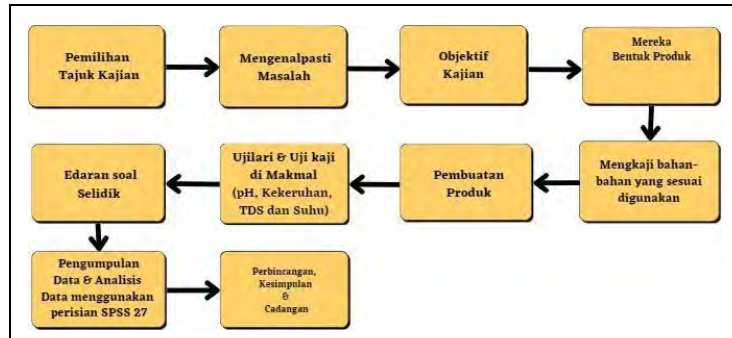 Pemilihan
Tajuk Kajian
Mengenalpasti
Masalah
Objektif
Kajian
Mereka
Bentuk Produk
Mengkaji bahan-
bahan yang sesuai
digunakan
Pembuatan
Produk
Ujilari & Uji kaji
di Makmal
(pH, Kekeruhan,
TDS dan Suhu)
Edaran soal
Selidik
Pengumpulan
Data & Analisis
Data menggunakan
perisian SPSS 27
Perbincangan,
Kesimpulan
&
Cadangan